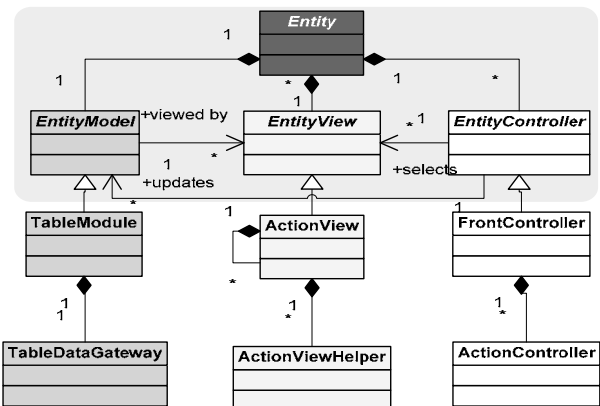 Entity
1
1
*
1
*
1
+viewed by
EntityModel
EntityView
EntityController
*
1
*
1
+selects
+updates
*
1
1
TableModule
ActionView
FrontController
*
1
1
1
*
1
*
TableDataGateway
ActionViewHelper
ActionController